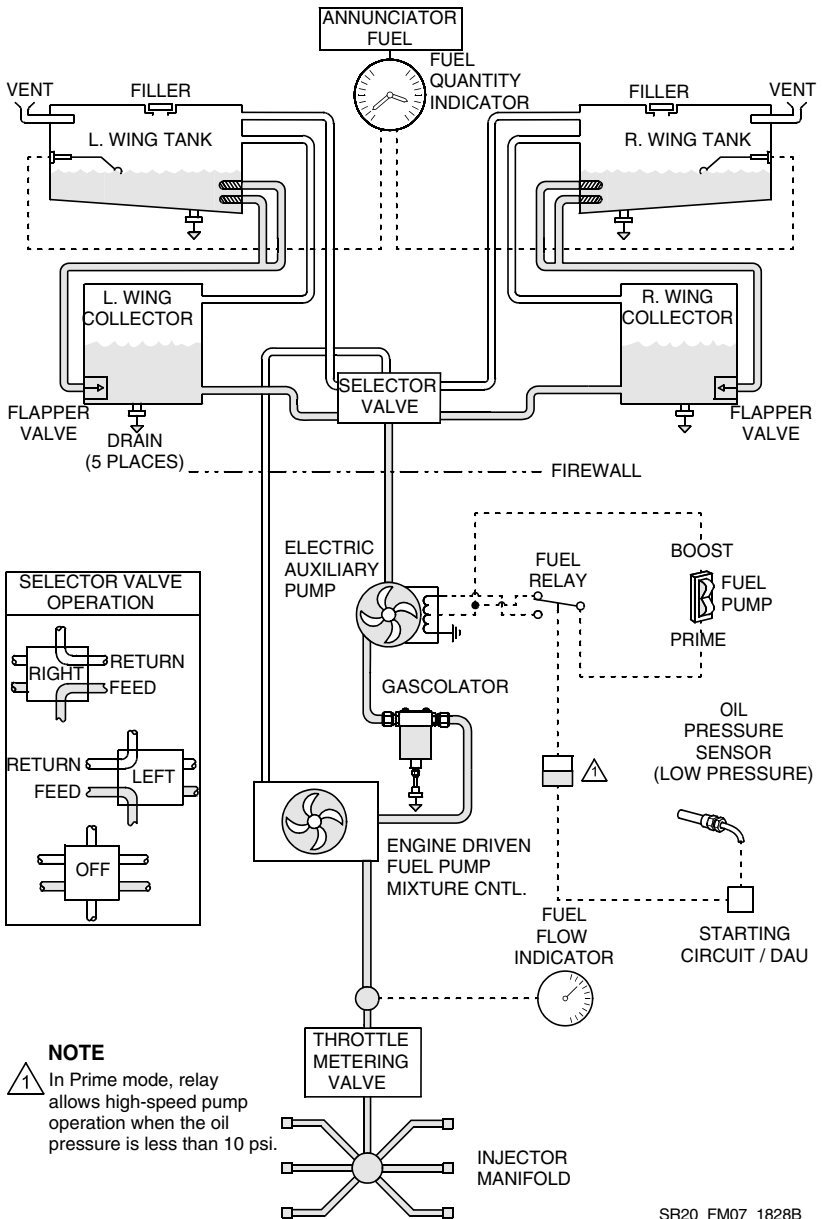 ANNUNCIATOR
FUEL
FUEL
QUANTITY
INDICATOR
VENT
FILLER
FILLER
VENT
L. WING TANK
R. WING TANK
L. WING
COLLECTOR
R. WING
COLLECTOR
SELECTOR
VALVE
FLAPPER
VALVE
FLAPPER
VALVE
DRAIN
(5 PLACES)
FIREWALL
ELECTRIC
AUXILIARY
PUMP
FUEL
RELAY
BOOST
FUEL
PUMP
PRIME
SELECTOR VALVE
OPERATION
RIGHT
RETURN
FEED
RETURN
FEED
LEFT
OFF
GASCOLATOR
OIL
PRESSURE
SENSOR
(LOW PRESSURE)
1
ENGINE DRIVEN
FUEL PUMP
MIXTURE CNTL.
FUEL
FLOW
INDICATOR
STARTING
CIRCUIT / DAU
THROTTLE
METERING
VALVE
NOTE
1
In Prime mode, relay
allows high-speed pump
operation when the oil
pressure is less than 10 psi.
INJECTOR
MANIFOLD
SR20_FM07_1828B